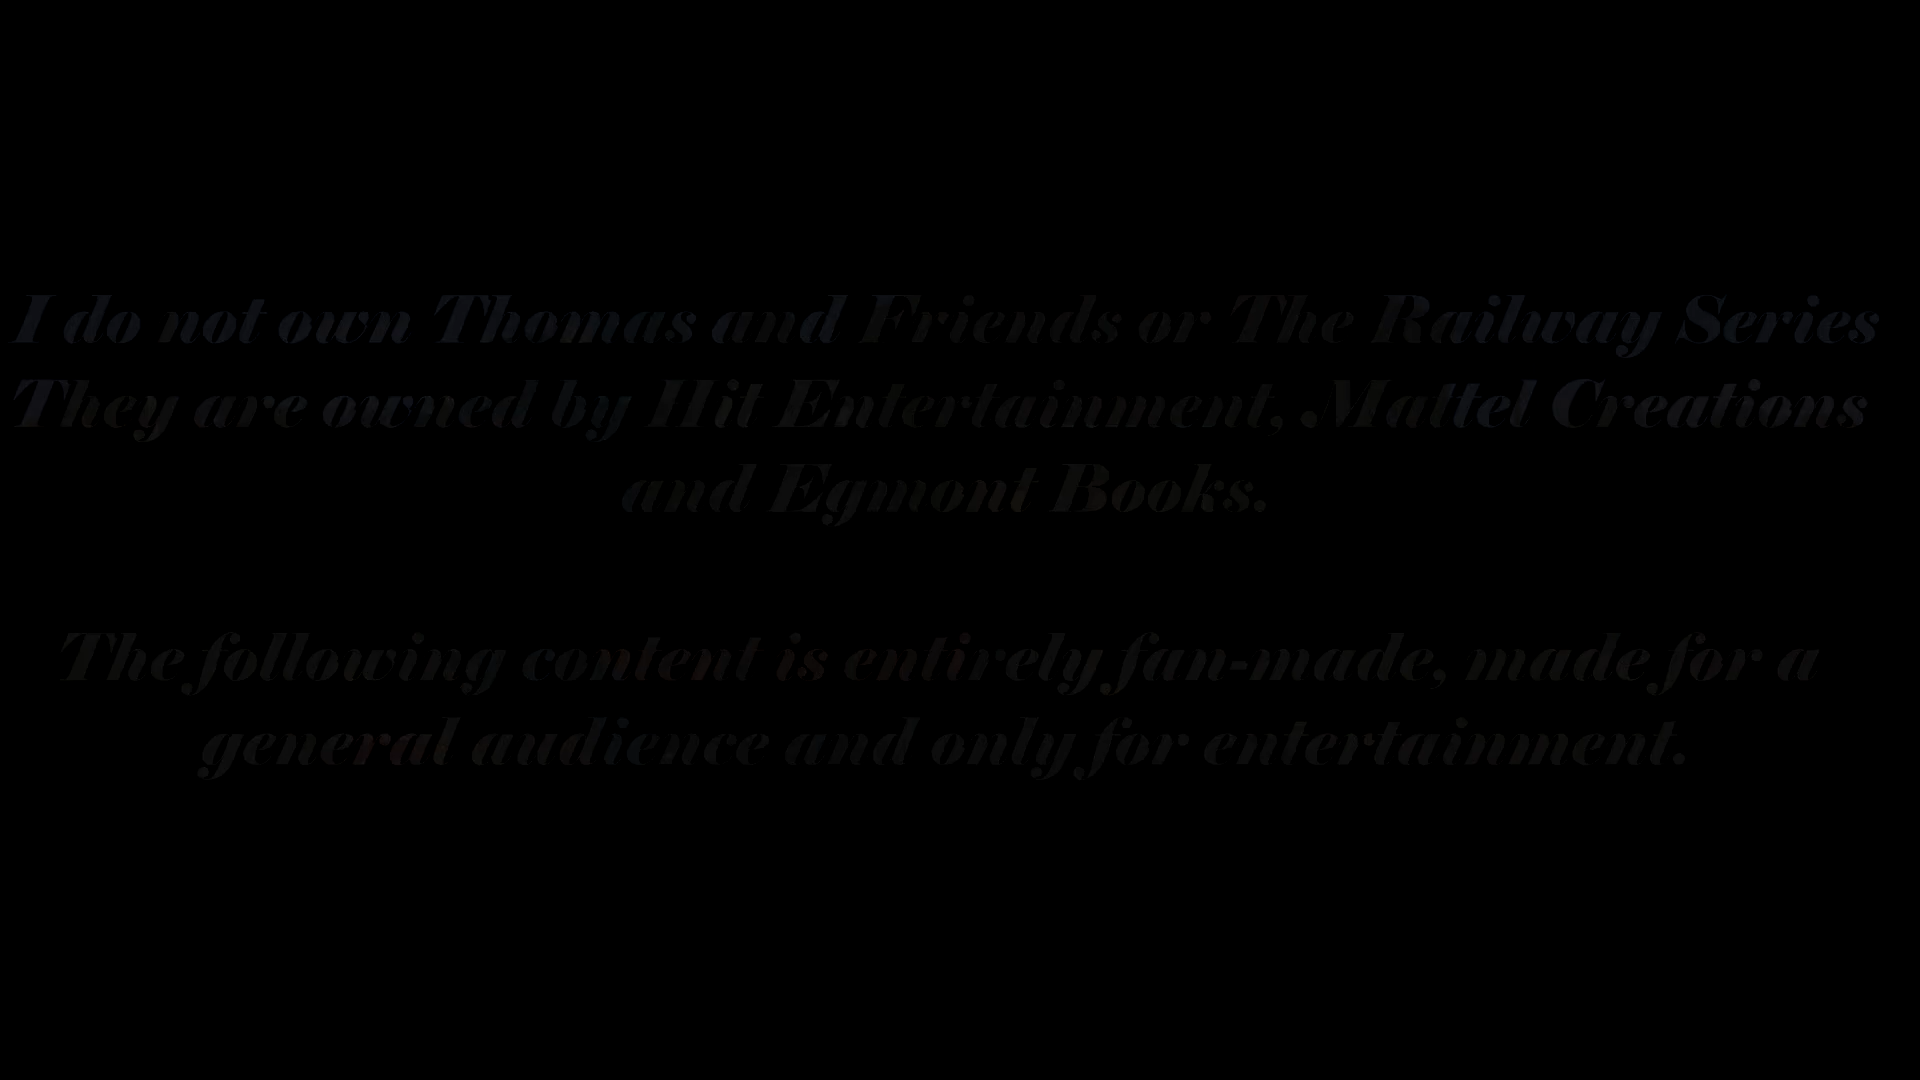 I do not own Thomas and Friends or The Railway Series
They are owned by Hit Entertainment, Mattel Creations
and Egmont Books.
The following content is entirely fan-made, made for a
general audience and only for entertainment.